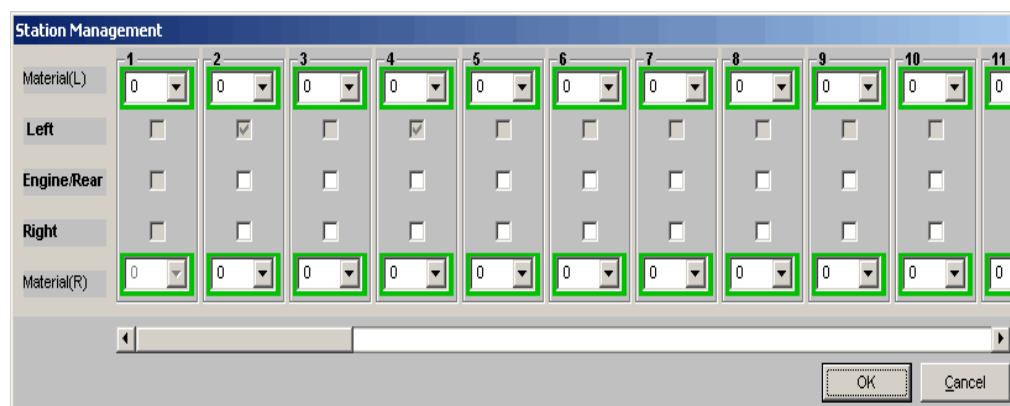 Station Management
1 2 3 4 5 6 7 8 9 10 11
Material(L) 0 0 0 0 0 0 0 0 0 0 0
Left
Engine/Rear
Right
Material(R) 0 0 0 0 0 0 0 0 0 0 0
OK Cancel